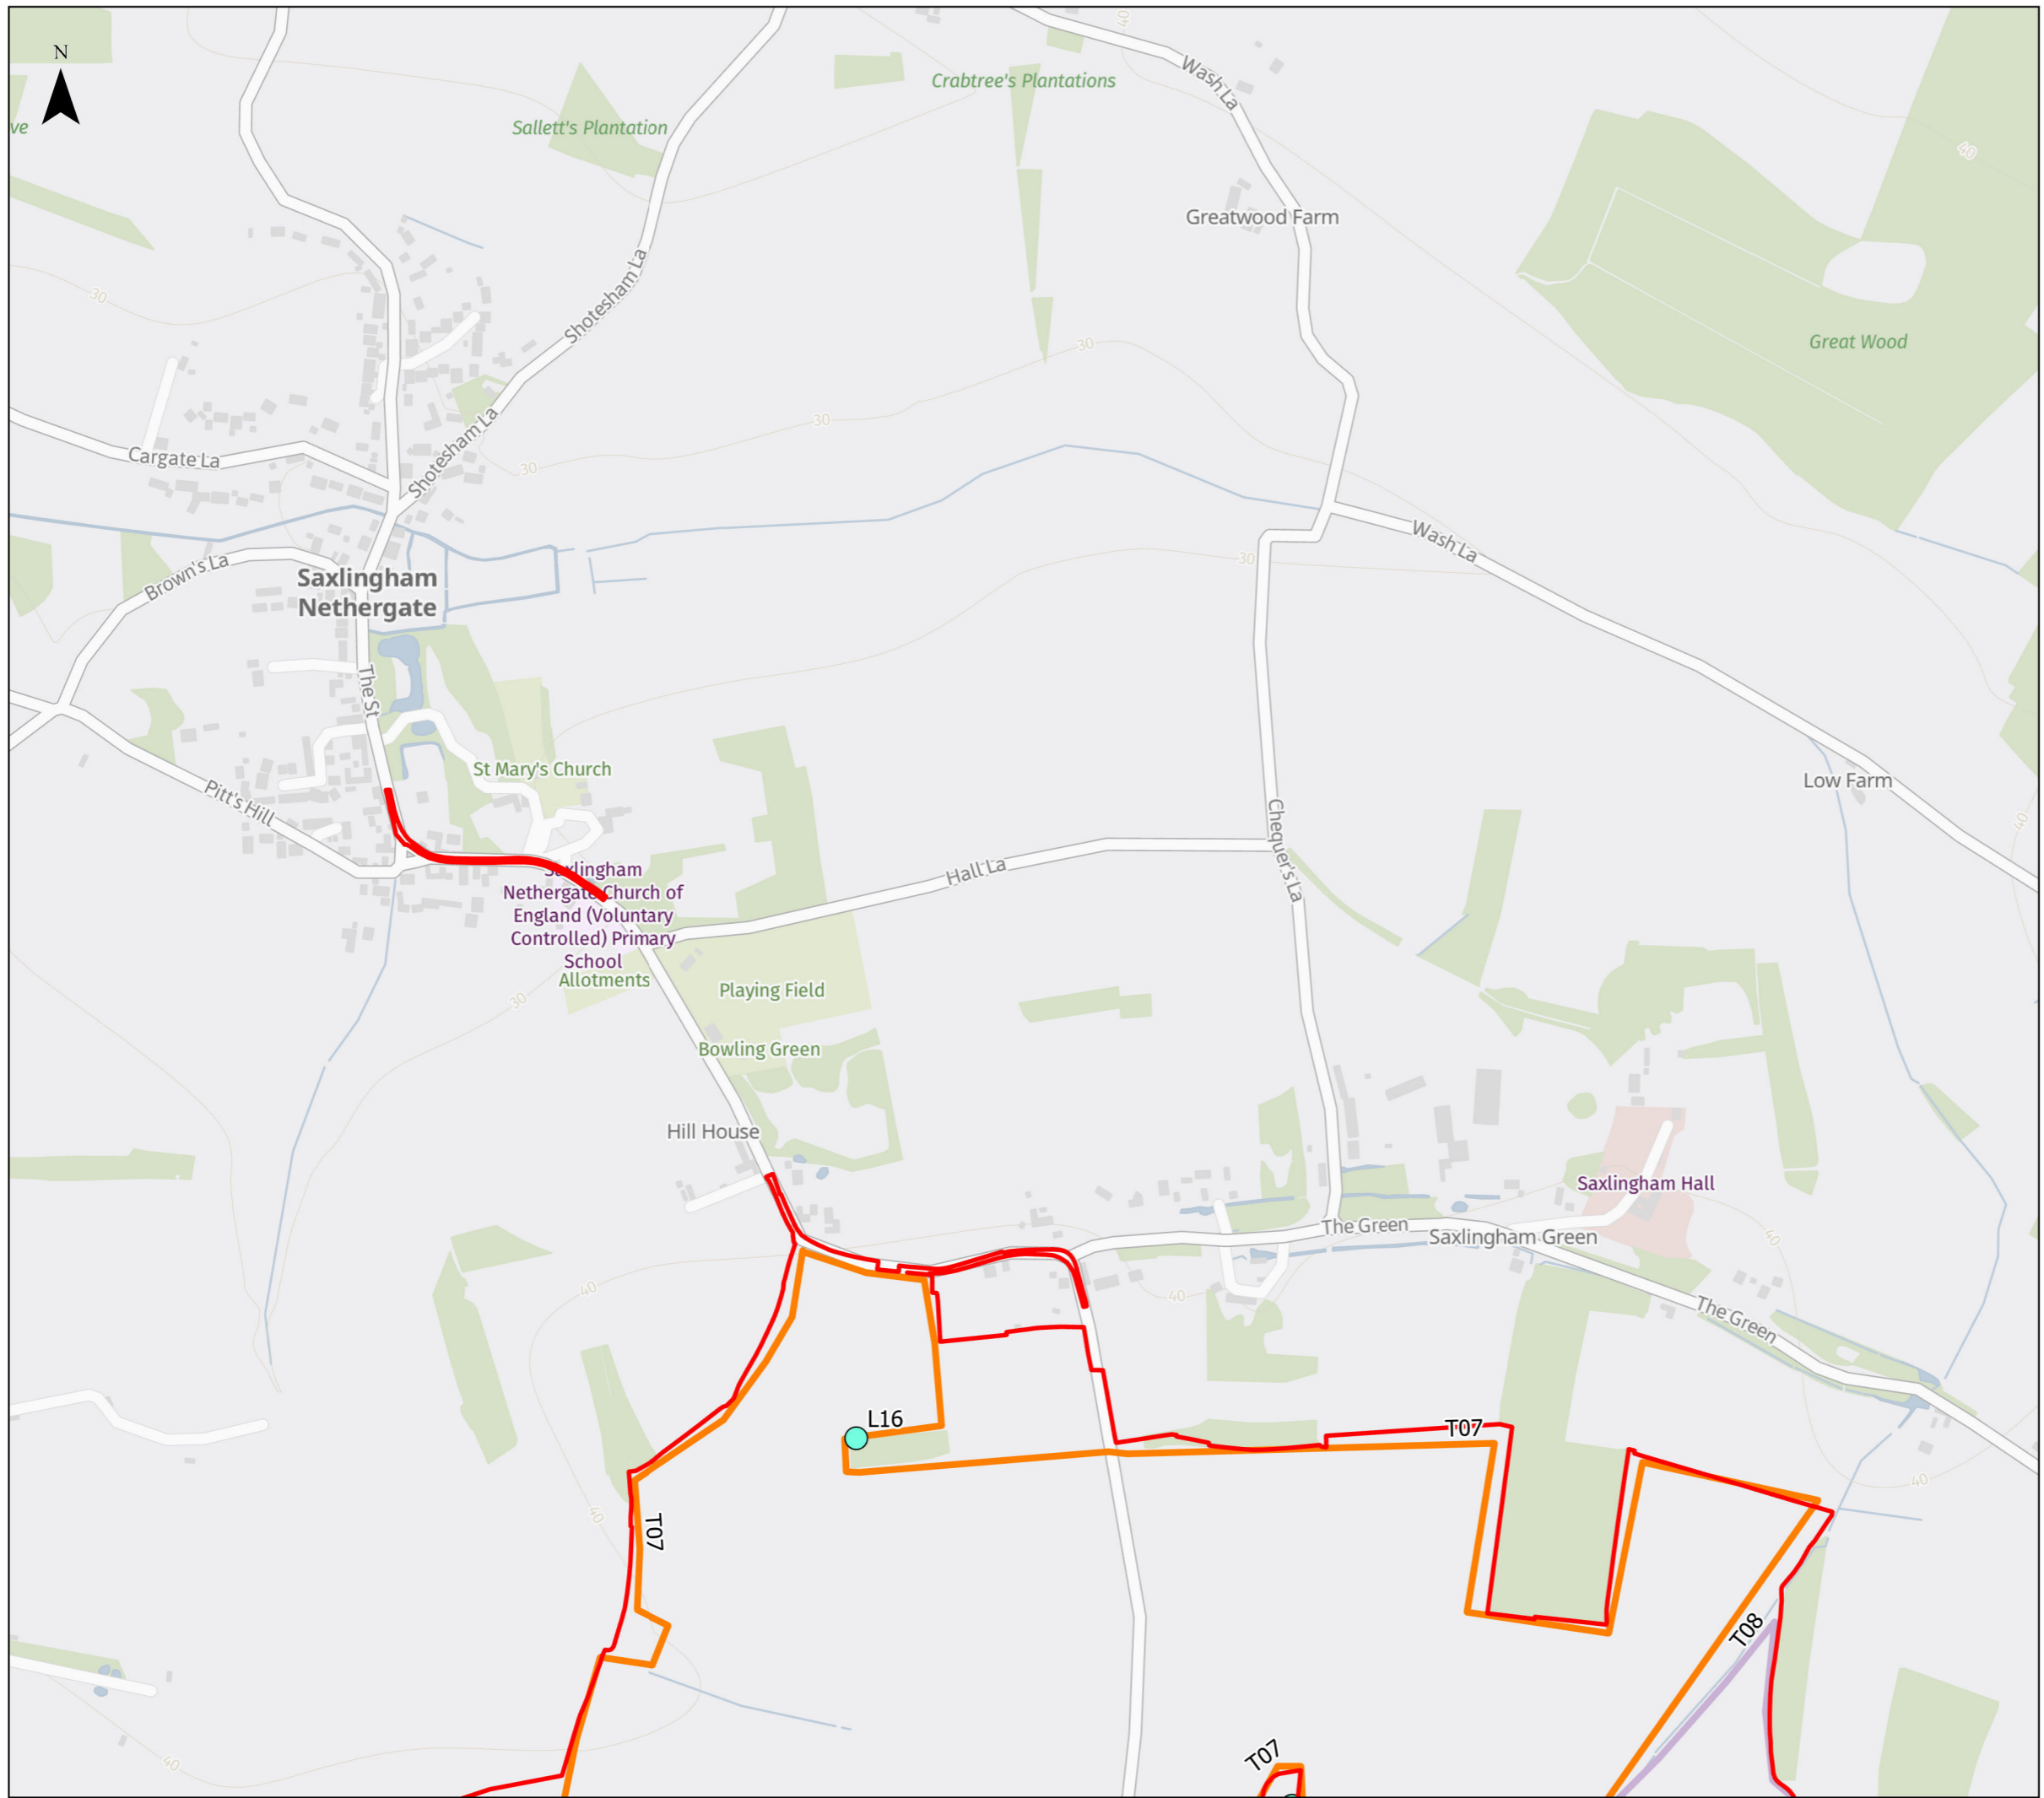 N
40
Wash La
Crabtree's Plantations
Sallett's Plantation
ve
40
Greatwood Farm
Shotesham La
30
30
Great Wood
30
Shotesham La
Cargate La
30
Wash La
30
Brown's La
Saxlingham
Nethergate
The St
St Mary's Church
Low Farm
Pitt's Hill
40
Chequer's La
Hall La
Saxlingham
Nethergate Church of
England (Voluntary
Controlled) Primary
School
Allotments
Playing Field
30
Bowling Green
Hill House
Saxlingham Hall
The Green
Saxlingham Green
40
40
40
The Green
L16
T07
40
40
T07
T08
T07
40